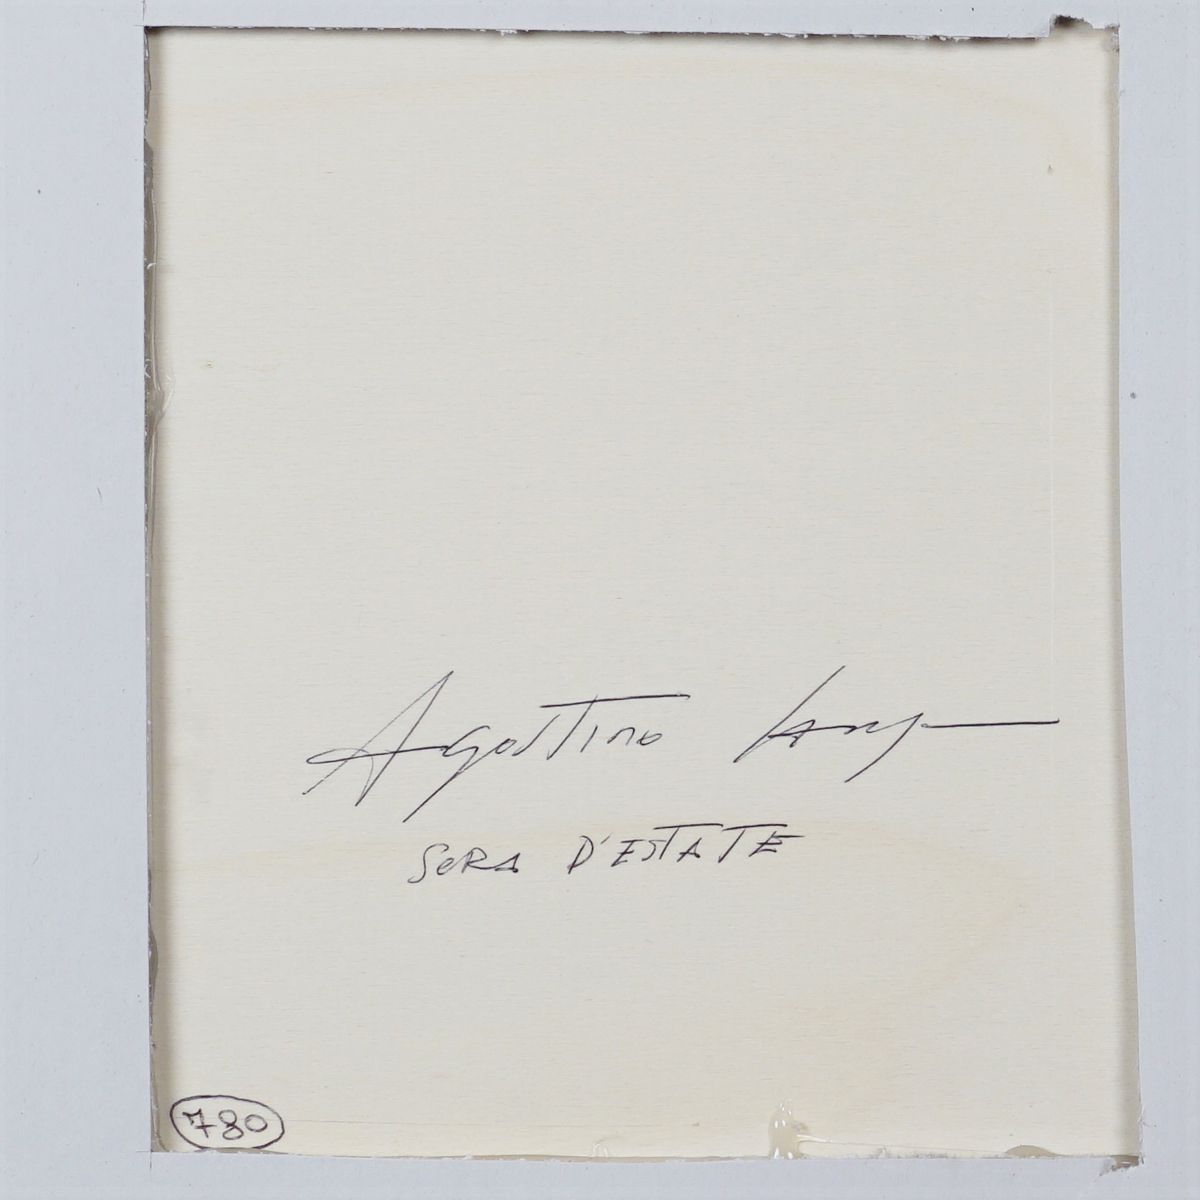 Agostino
SERA D'ESTATE
780